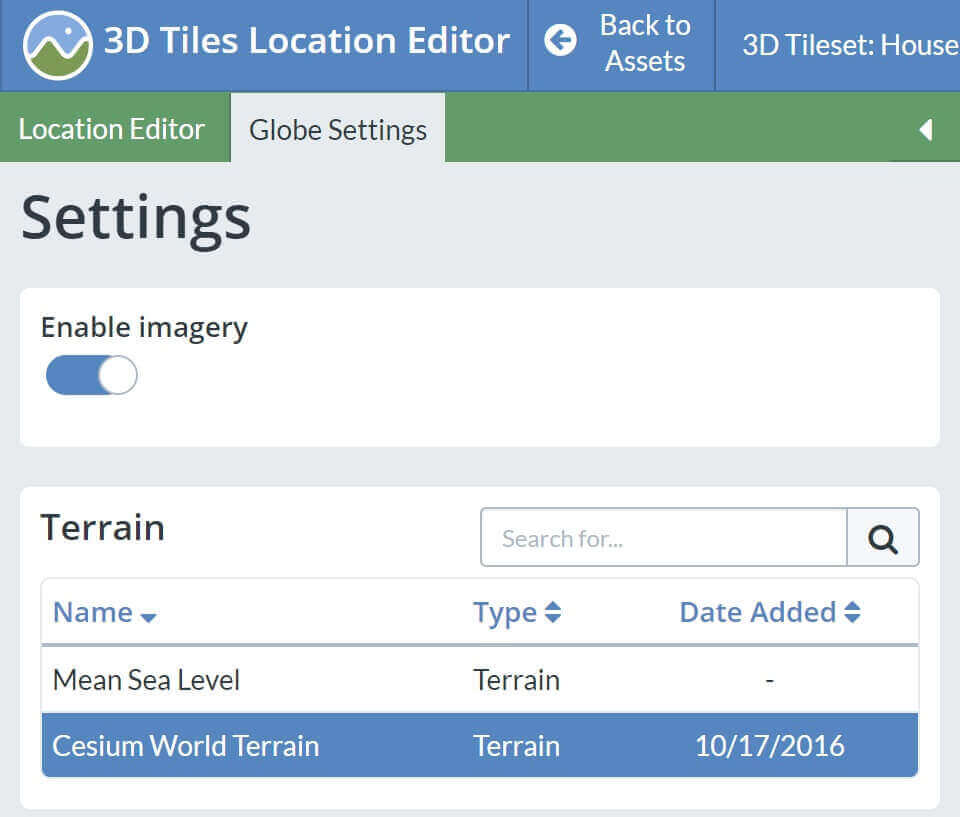 3D Tiles Location Editor
Back to
Assets
3D Tileset: House
Location Editor
Globe Settings
Settings
Enable imagery
Terrain
Search for...
Name Type Date Added
Mean Sea Level Terrain -
Cesium World Terrain Terrain 10/17/2016